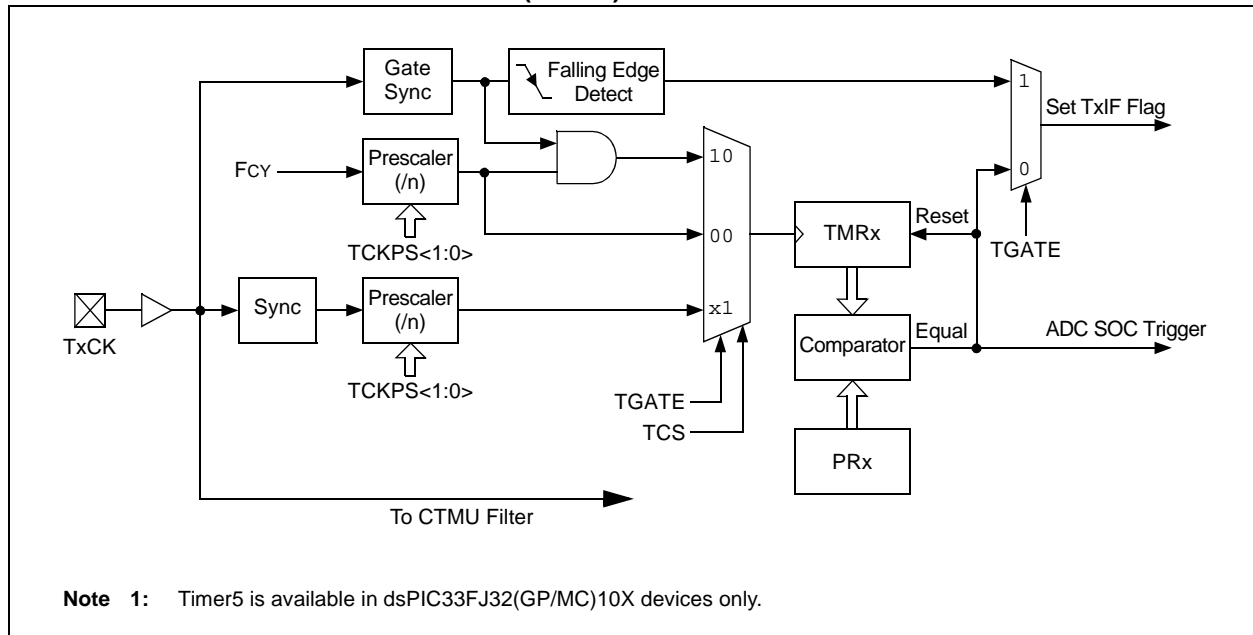 Gate
Sync
Falling Edge
Detect
1
Set TxIF Flag
0
TGATE
FCY
Prescaler
(/n)
TCKPS<1:0>
10
00
x1
TMRx
Reset
TxCK
Sync
Prescaler
(/n)
TCKPS<1:0>
Comparator
Equal
ADC SOC Trigger
TGATE
TCS
PRx
To CTMU Filter
Note 1: Timer5 is available in dsPIC33FJ32(GP/MC)10X devices only.